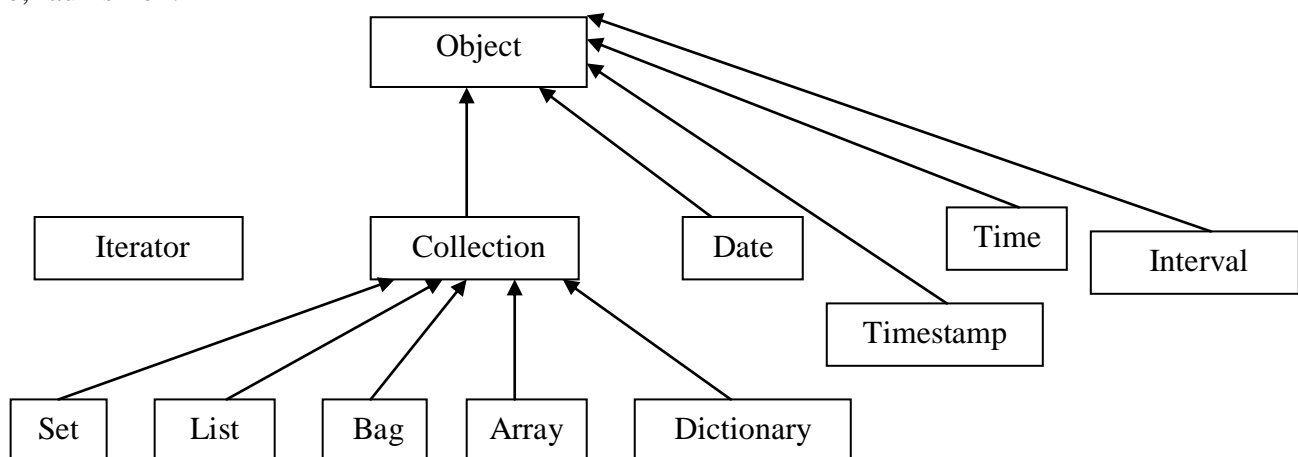 Object
Iterator
Collection
Date
Time
Interval
Timestamp
Set
List
Bag
Array
Dictionary